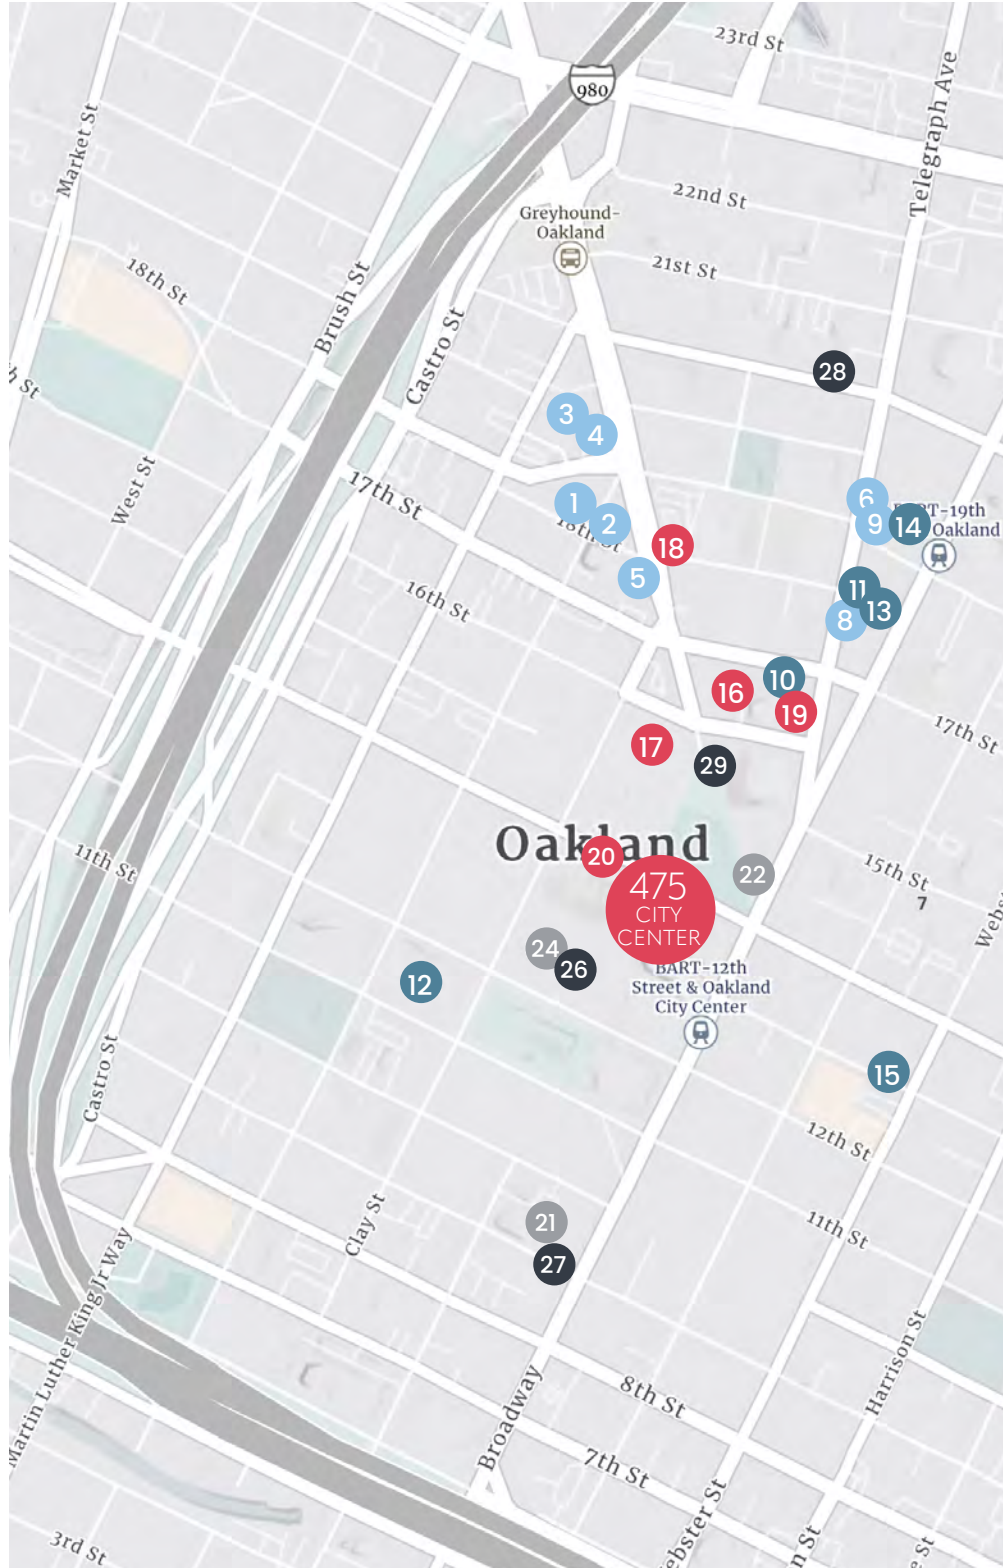 23rd St
980
Telegraph Ave
Market St
22nd St
Greyhound-
Oakland
21st St
18th St
Brush St
Castro St
28
3
4
West St
17th St
1
2
6
9
14
19th
Oakland
18
5
16th St
11
13
8
16
10
19
17th St
17
29
Oakland
20
475
CITY
CENTER
22
15th St
7
11th St
24
26
12
BART-12th
Street & Oakland
City Center
15
Castro St
12th St
21
27
Clay St
11th St
Martin Luther King Jr Way
Harrison St
Broadway
8th St
7th St
3rd St